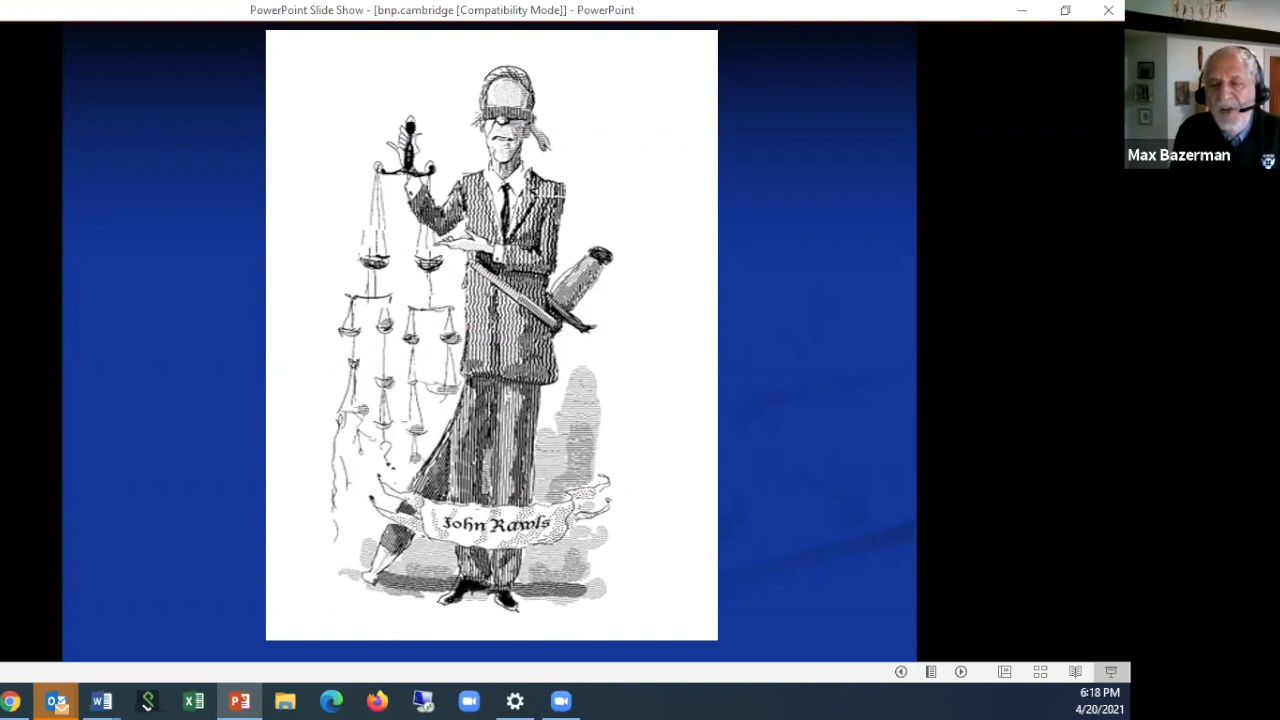 PowerPoint Slide Show - [bnp.cambridge [Compatibility Mode]] - PowerPoint
Max Bazerman
John Rawls
6:18 PM
4/20/2021